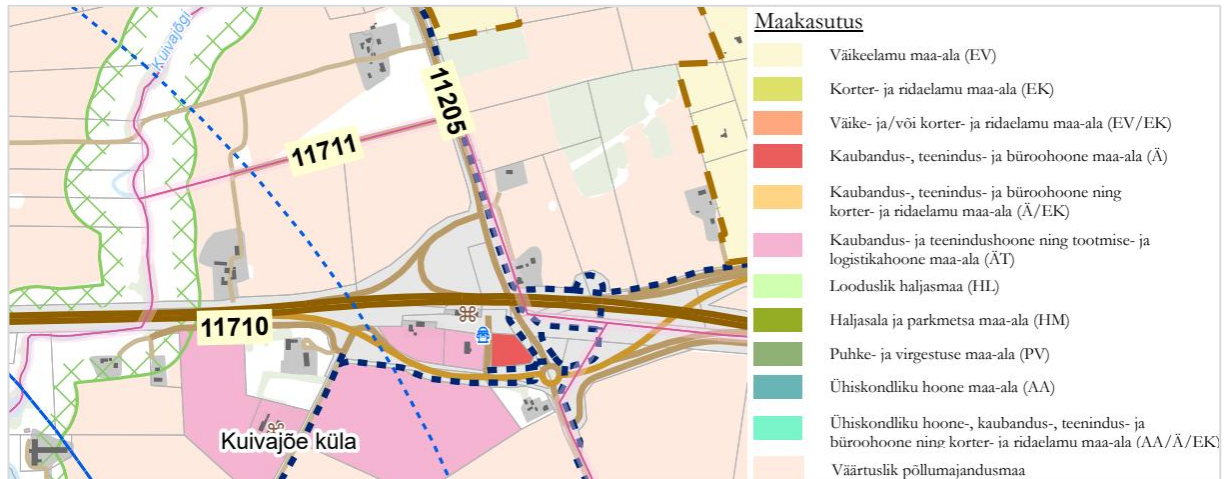 Kuivajõgi
11205
11711
11710
Kuivajõe küla
Maakasutus
Väikeelamu maa-ala (EV)
Korter- ja ridaelamu maa-ala (EK)
Väike- ja/või korter- ja ridaelamu maa-ala (EV/EK)
Kaubandus-, teenindus- ja büroohoone maa-ala (Ä)
Kaubandus-, teenindus- ja büroohoone ning
korter- ja ridaelamu maa-ala (Ä/EK)
Kaubandus- ja teenindushoone ning tootmise- ja
logistikahoone maa-ala (ÄT)
Looduslik haljasmaa (HL)
Haljasala ja parkmetsa maa-ala (HM)
Puhke- ja virgestuse maa-ala (PV)
Ühiskondliku hoone maa-ala (AA)
Ühiskondliku hoone-, kaubandus-, teenindus- ja
büroohoone ning korter- ja ridaelamu maa-ala (AA/Ä/EK)
Väärtuslik põllumajandusmaa